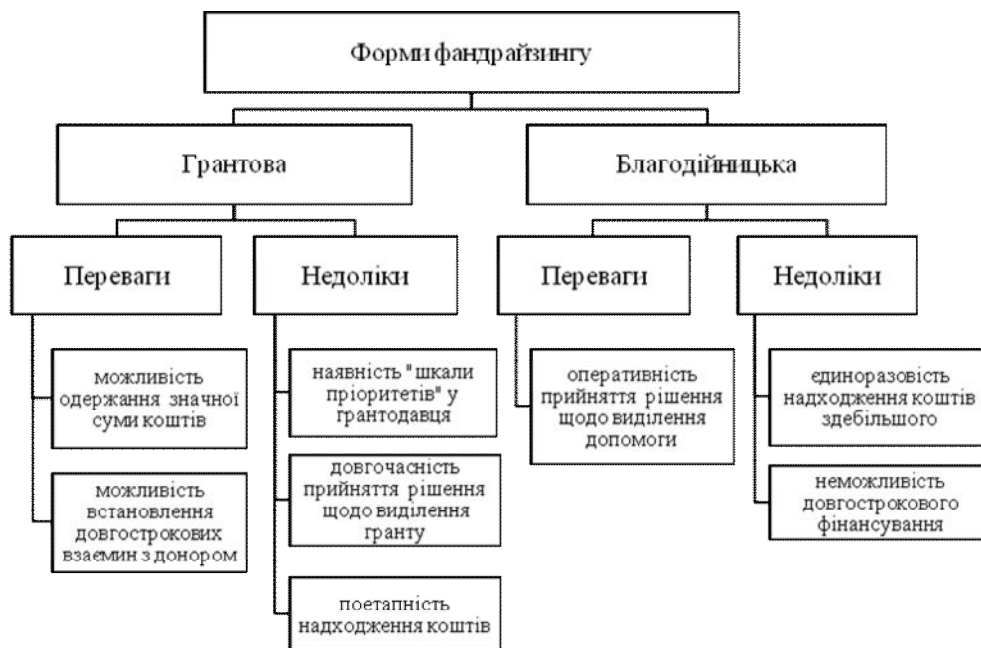 Форми фандрайзингу
Грантова
Благодійницька
Переваги
Недоліки
Переваги
Недоліки
можливість
одержання значної
суми коштів
можливість
встановлення
довгострокових
взаємин з донором
наявність "шкали
пріоритетів" у
грантодавця
довгочасність
прийняття рішення
щодо виділення
гранту
поетапність
надходження коштів
оперативність
прийняття рішення
щодо виділення
допомоги
єдиноразовість
надходження коштів
здебільшого
неможливість
довгострокового
фінансування